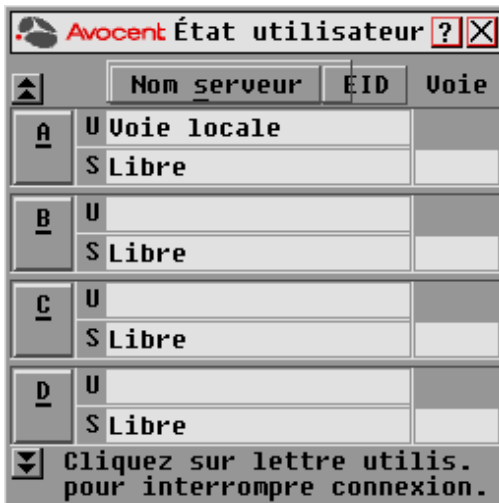 Avocent État utilisateur ? X
Nom serveur EID Voie
A U Voie locale
S Libre
B U
S Libre
C U
S Libre
D U
S Libre
Cliquez sur lettre utilis.
pour interrompre connexion.